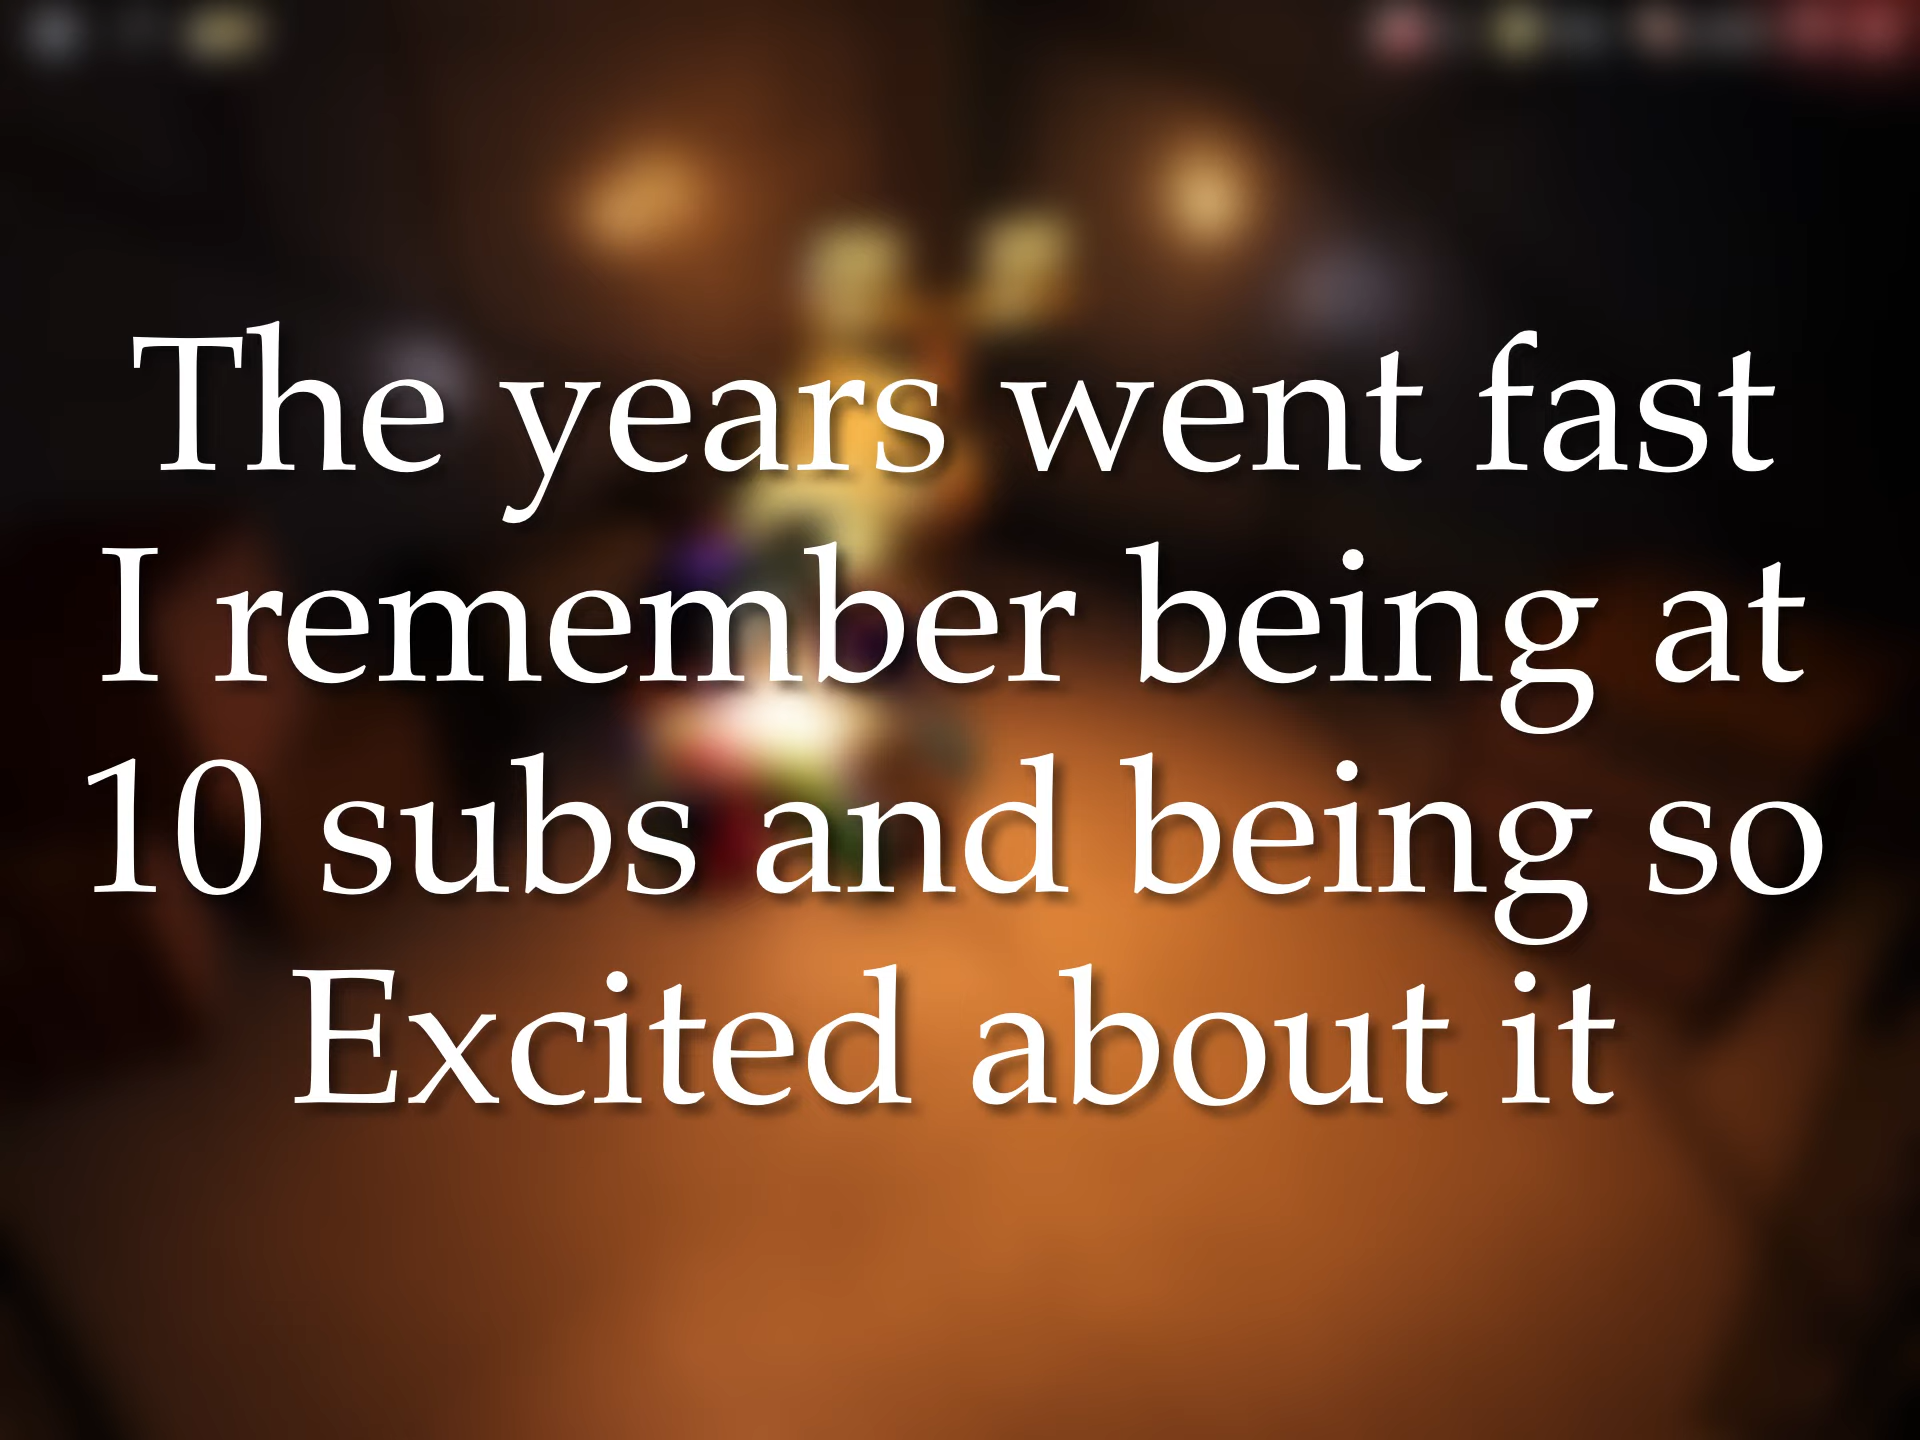 The years went fast
I remember being at
10 subs and being so
Excited about it